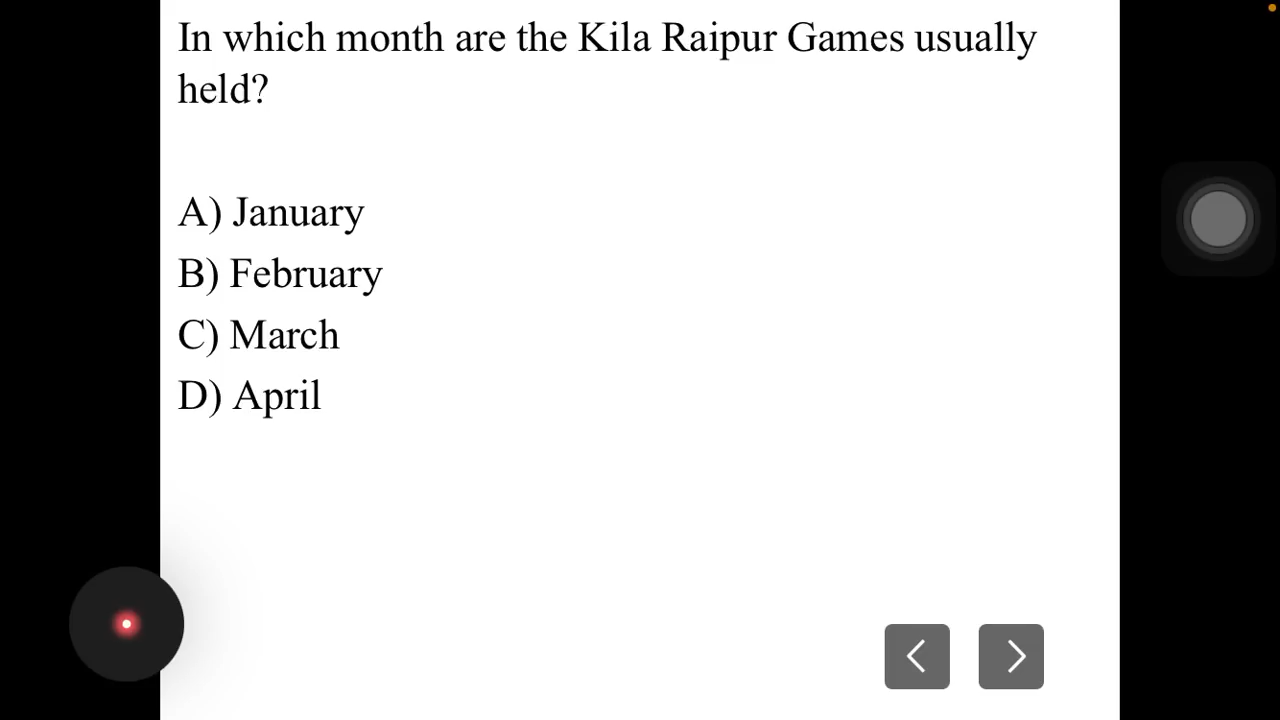 In which month are the Kila Raipur Games usually
held?
A) January
B) February
C) March
D) April